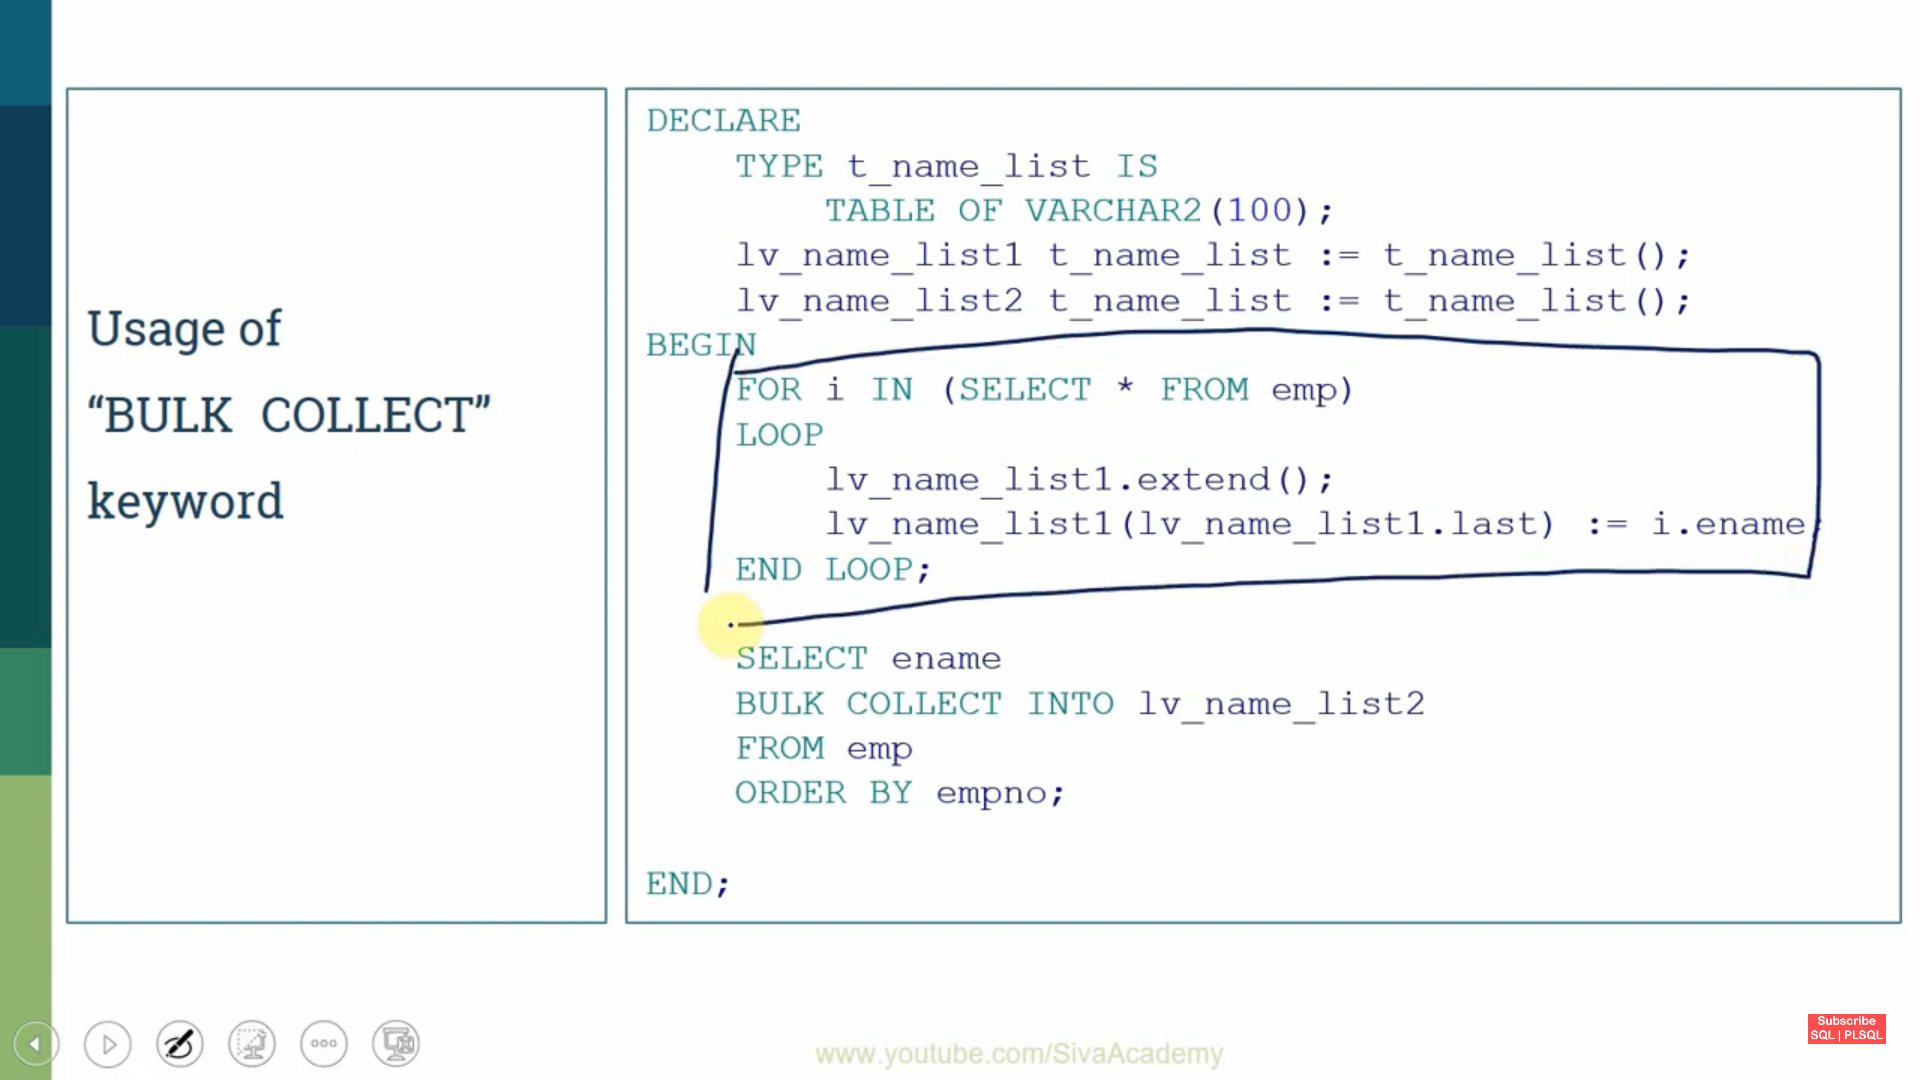 Usage of
“BULK COLLECT”
keyword
DECLARE
TYPE t_name_list IS
TABLE OF VARCHAR2(100);
lv_name_list1 t_name_list := t_name_list();
lv_name_list2 t_name_list := t_name_list();
BEGIN
FOR i IN (SELECT * FROM emp)
LOOP
lv_name_list1.extend();
lv_name_list1(lv_name_list1.last) := i.ename;
END LOOP;
SELECT ename
BULK COLLECT INTO lv_name_list2
FROM emp
ORDER BY empno;
END;
www.youtube.com/SivaAcademy
Subscribe
SQL | PLSQL